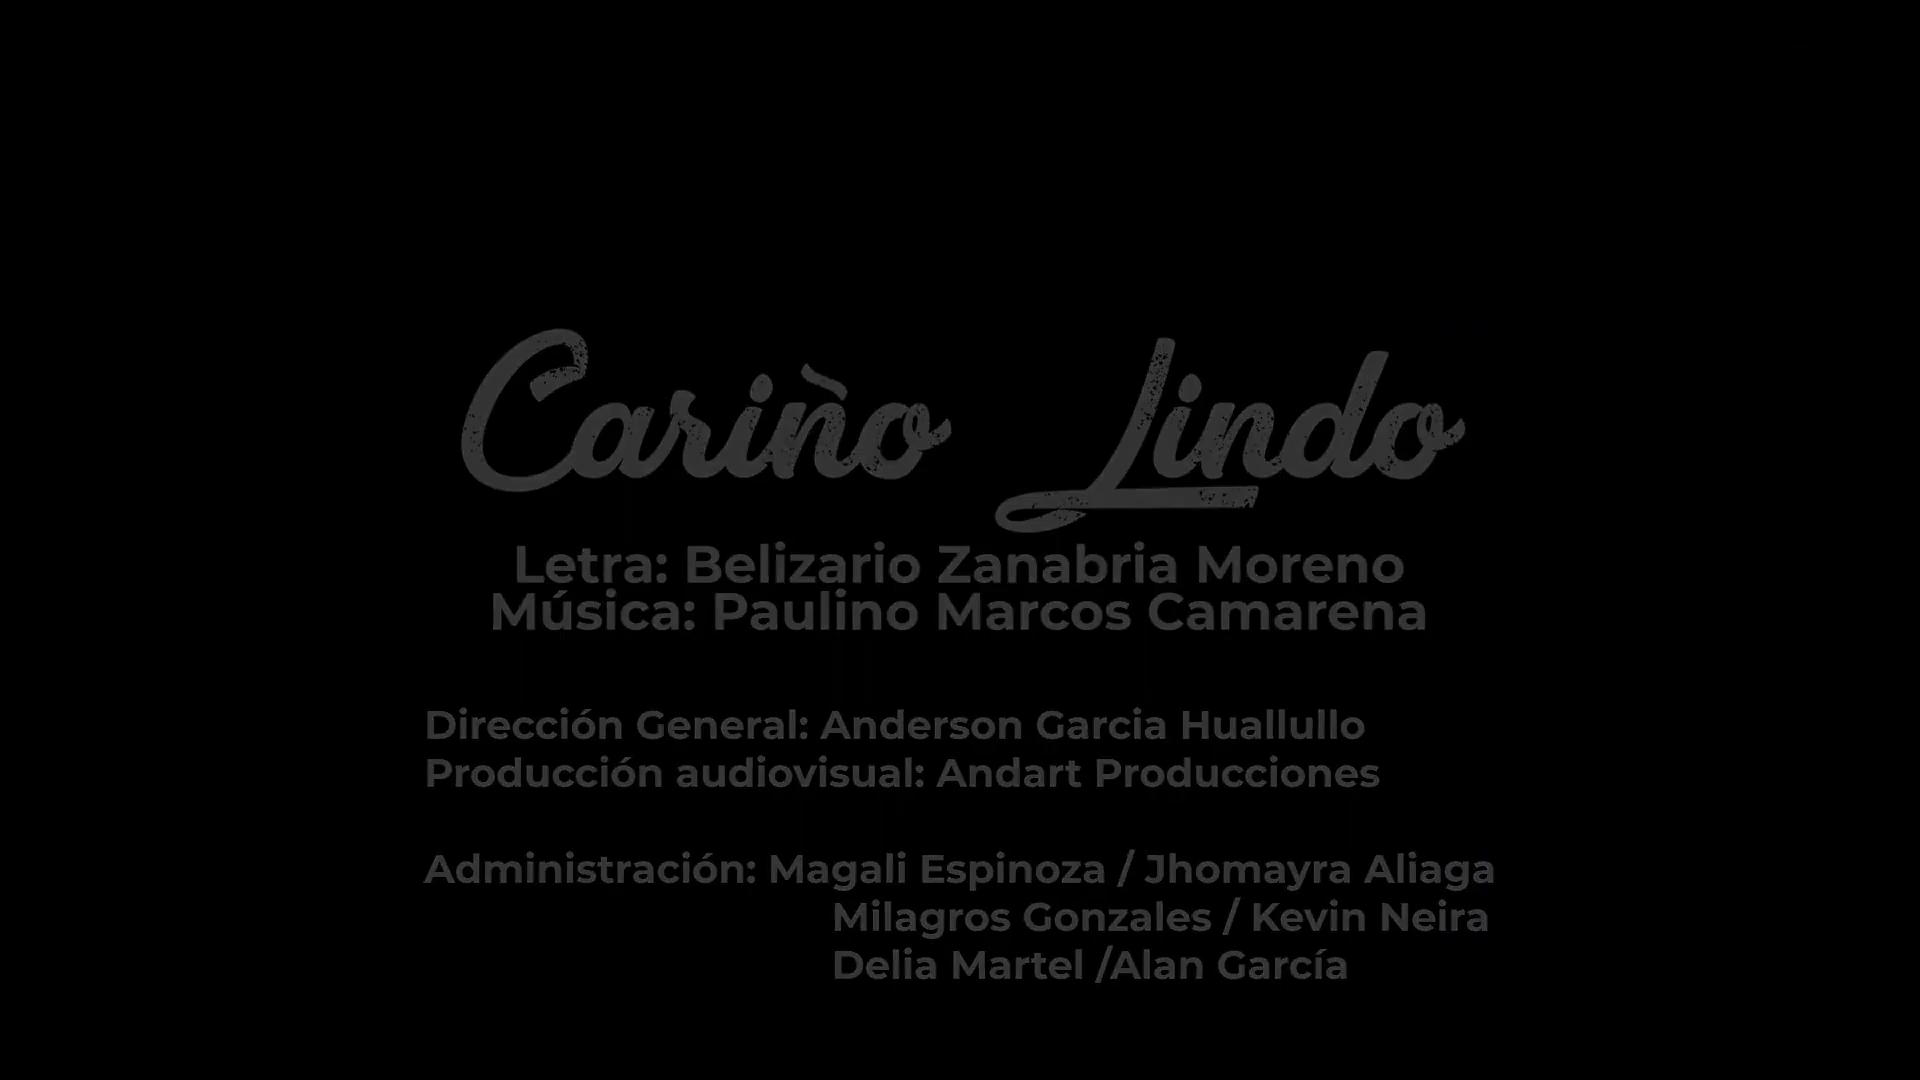 Cariño Lindo
Letra: Belizario Zanabria Moreno
Música: Paulino Marcos Camarena
Dirección General: Anderson Garcia Huallullo
Producción audiovisual: Andart Producciones
Administración: Magali Espinoza / Jhomayra Aliaga
Milagros Gonzales / Kevin Neira
Delia Martel /Alan García